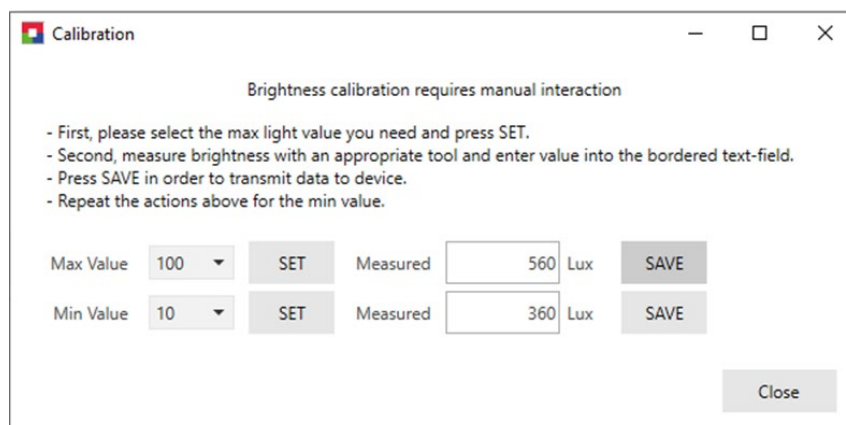 Calibration
Brightness calibration requires manual interaction
- First, please select the max light value you need and press SET.
- Second, measure brightness with an appropriate tool and enter value into the bordered text-field.
- Press SAVE in order to transmit data to device.
- Repeat the actions above for the min value.
Max Value 100 SET Measured 560 Lux SAVE
Min Value 10 SET Measured 360 Lux SAVE
Close